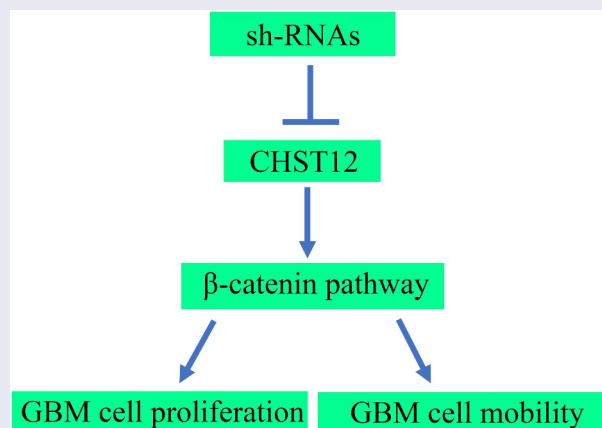 sh-RNAs
CHST12
β-catenin pathway
GBM cell proliferation
GBM cell mobility